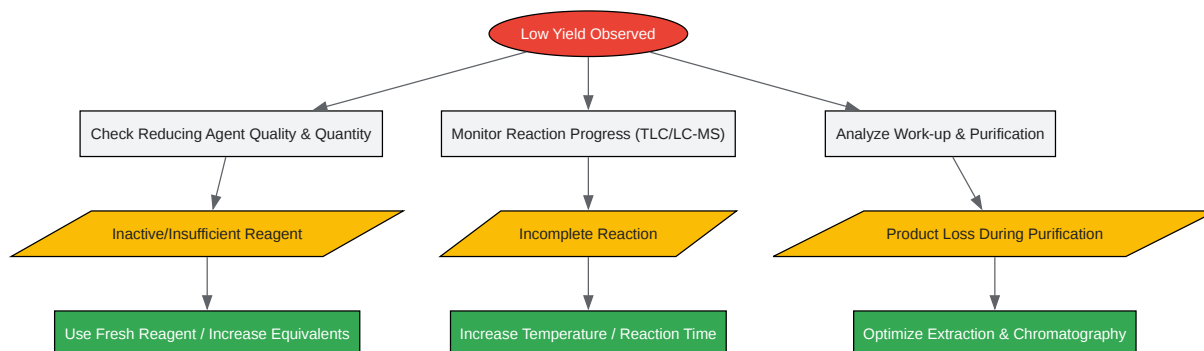 Low Yield Observed
Check Reducing Agent Quality & Quantity
Monitor Reaction Progress (TLC/LC-MS)
Analyze Work-up & Purification
Inactive/Insufficient Reagent
Incomplete Reaction
Product Loss During Purification
Use Fresh Reagent / Increase Equivalents
Increase Temperature / Reaction Time
Optimize Extraction & Chromatography